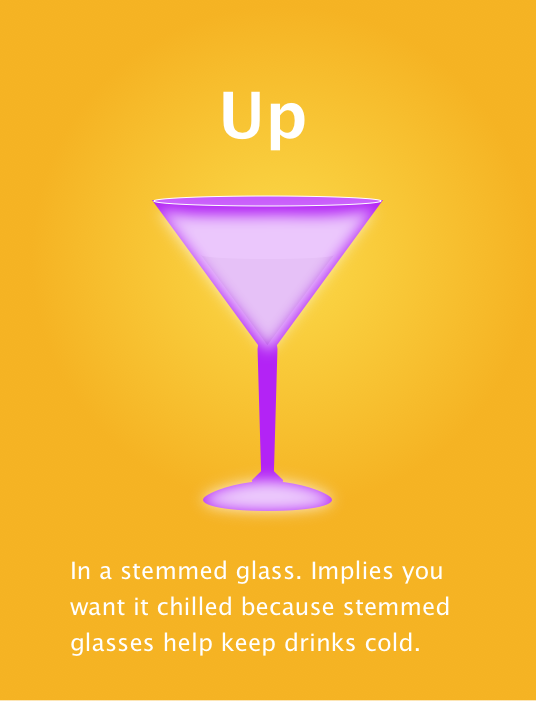 Up
In a stemmed glass. Implies you
want it chilled because stemmed
glasses help keep drinks cold.